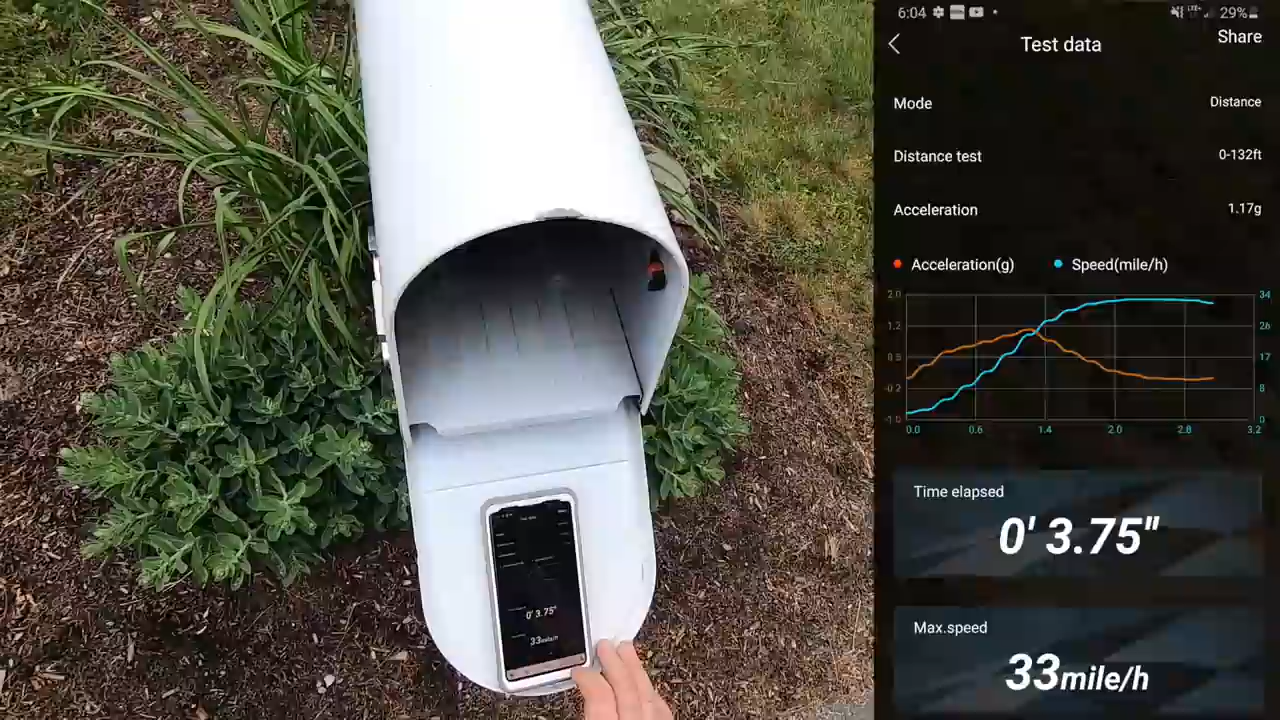 6:04
29%
Share
Test data
Mode
Distance
Distance test
0-132ft
Acceleration
1.17g
Acceleration(g)
Speed(mile/h)
2.0
34
1.2
26
17
-0.2
8
-1.0
0
0.0
0.6
1.4
2.0
2.8
3.2
Time elapsed
0' 3.75"
Max.speed
33mile/h
0' 3.75"
33mile/h